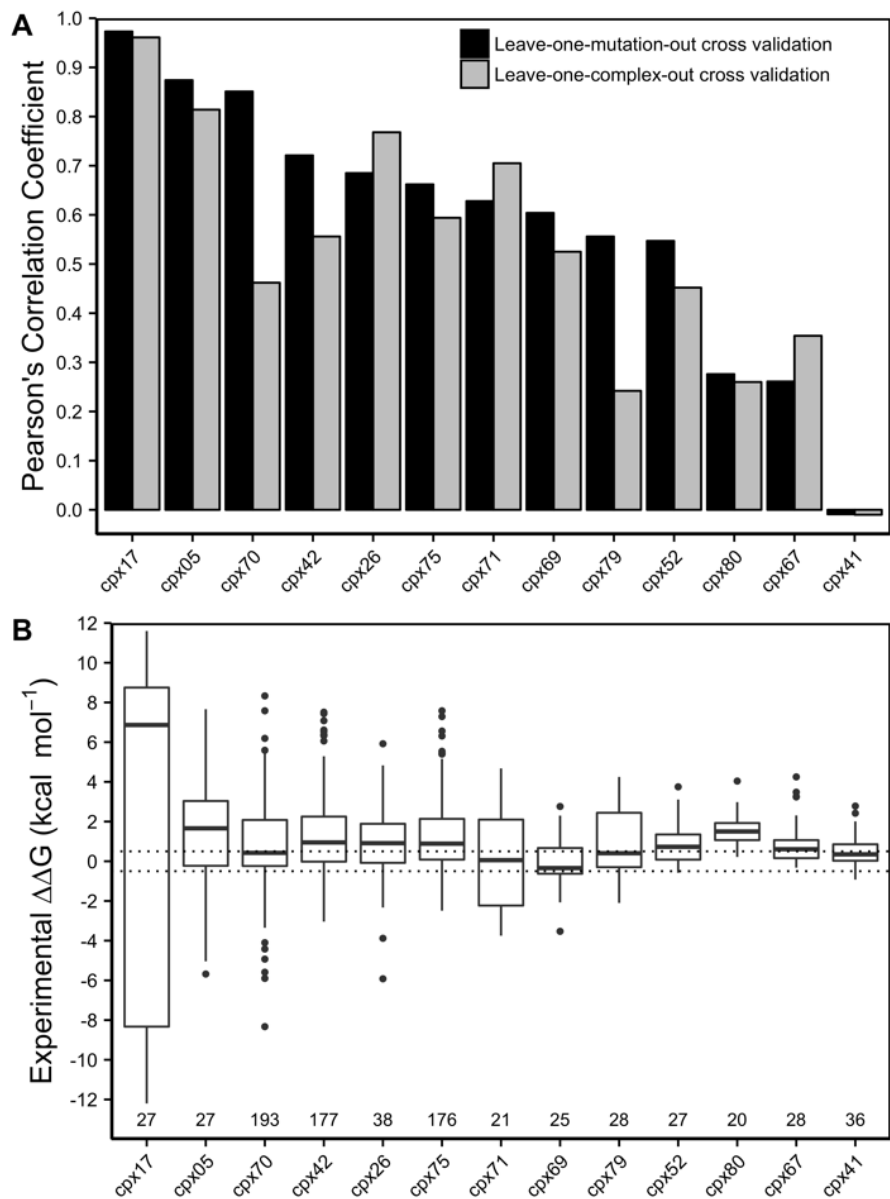 A
Pearson's Correlation Coefficient
1.0
0.9
0.8
0.7
0.6
0.5
0.4
0.3
0.2
0.1
0.0
Leave-one-mutation-out cross validation
Leave-one-complex-out cross validation
cpx17 cpx05 cpx70 cpx42 cpx26 cpx75 cpx71 cpx69 cpx79 cpx52 cpx80 cpx67 cpx41
B
Experimental ΔΔG (kcal mol⁻¹)
12
10
8
6
4
2
0
-2
-4
-6
-8
-10
-12
27 27 193 177 38 176 21 25 28 27 20 28 36
cpx17 cpx05 cpx70 cpx42 cpx26 cpx75 cpx71 cpx69 cpx79 cpx52 cpx80 cpx67 cpx41